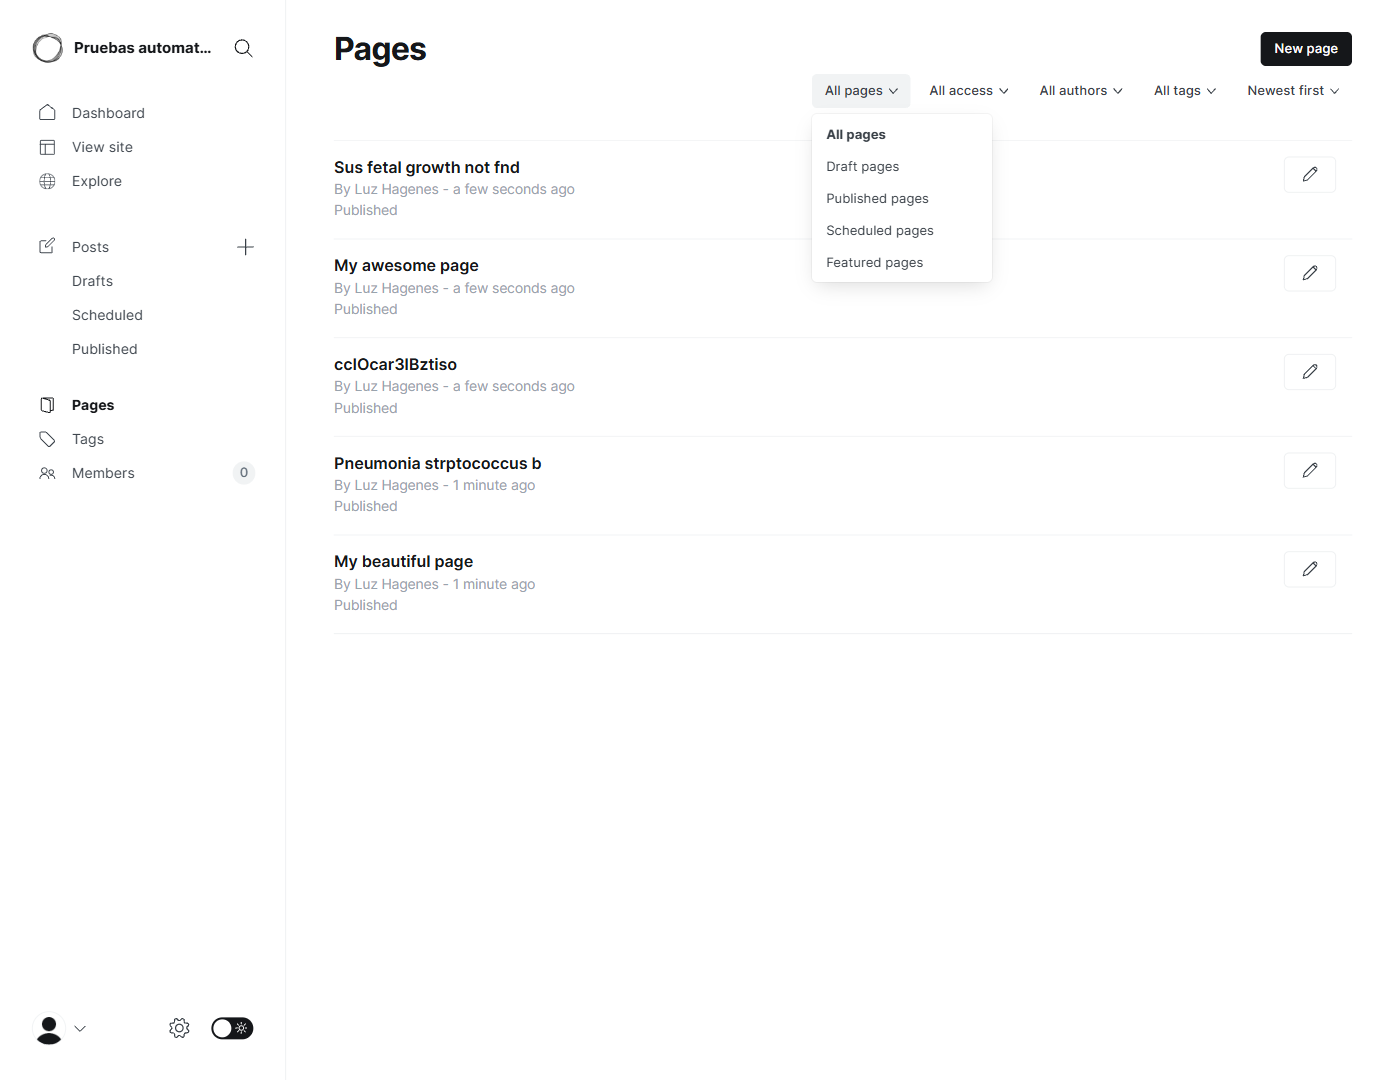 Pruebas automat...
Dashboard
View site
Explore
Posts
Drafts
Scheduled
Published
Pages
Tags
Members
0
Pages
New page
All pages
All access
All authors
All tags
Newest first
All pages
Draft pages
Published pages
Scheduled pages
Featured pages
Sus fetal growth not fnd
By Luz Hagenes - a few seconds ago
Published
My awesome page
By Luz Hagenes - a few seconds ago
Published
ccIOcar3IBztiso
By Luz Hagenes - a few seconds ago
Published
Pneumonia strptococcus b
By Luz Hagenes - 1 minute ago
Published
My beautiful page
By Luz Hagenes - 1 minute ago
Published